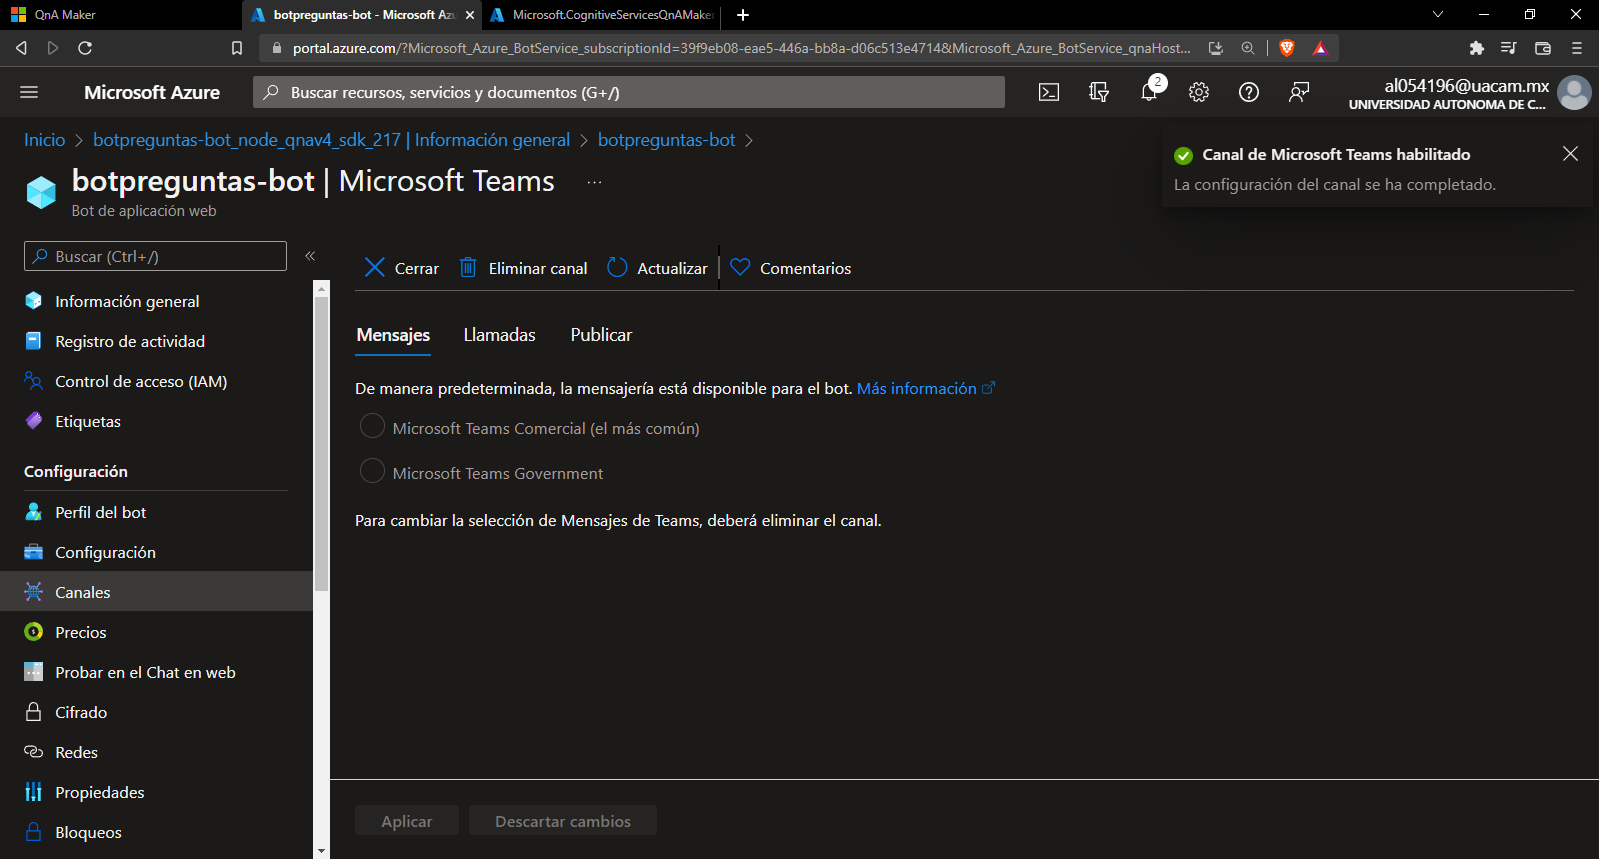 QnA Maker
botpreguntas-bot - Microsoft Azu
Microsoft.CognitiveServicesQnAMaker
portal.azure.com/?Microsoft_Azure_BotService_subscriptionId=39f9eb08-eae5-446a-bb8a-d06c513e4714&Microsoft_Azure_BotService_qnaHost...
Microsoft Azure
Buscar recursos, servicios y documentos (G+/)
2
al054196@uacam.mx
UNIVERSIDAD AUTONOMA DE C...
Inicio > botpreguntas-bot_node_qnav4_sdk_217 | Información general > botpreguntas-bot >
botpreguntas-bot | Microsoft Teams ...
Bot de aplicación web
Canal de Microsoft Teams habilitado
La configuración del canal se ha completado.
Buscar (Ctrl+/)
«
Información general
Registro de actividad
Control de acceso (IAM)
Etiquetas
Configuración
Perfil del bot
Configuración
Canales
Precios
Probar en el Chat en web
Cifrado
Redes
Propiedades
Bloqueos
Cerrar
Eliminar canal
Actualizar
Comentarios
Mensajes
Llamadas
Publicar
De manera predeterminada, la mensajería está disponible para el bot. Más información
Microsoft Teams Comercial (el más común)
Microsoft Teams Government
Para cambiar la selección de Mensajes de Teams, deberá eliminar el canal.
Aplicar
Descartar cambios